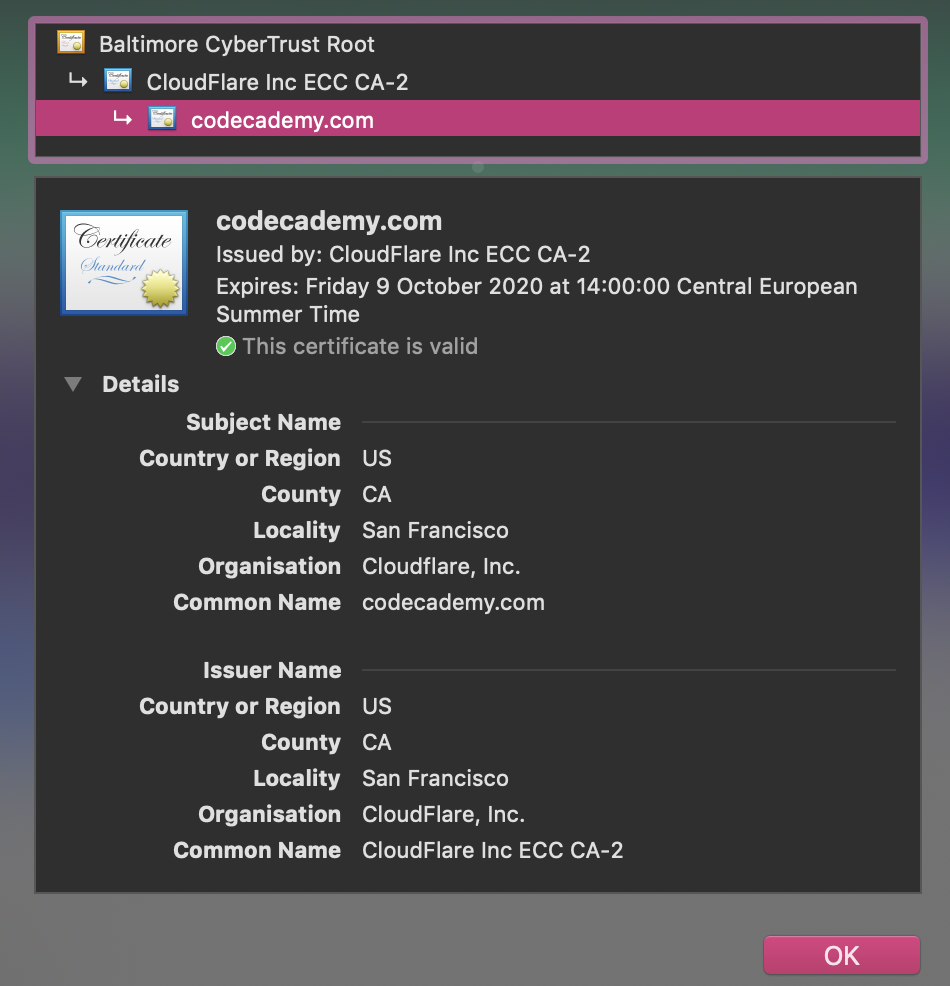 Baltimore CyberTrust Root
CloudFlare Inc ECC CA-2
codecademy.com
Certificate
Standard
codecademy.com
Issued by: CloudFlare Inc ECC CA-2
Expires: Friday 9 October 2020 at 14:00:00 Central European
Summer Time
This certificate is valid
Details
Subject Name
Country or Region US
County CA
Locality San Francisco
Organisation Cloudflare, Inc.
Common Name codecademy.com
Issuer Name
Country or Region US
County CA
Locality San Francisco
Organisation CloudFlare, Inc.
Common Name CloudFlare Inc ECC CA-2
OK